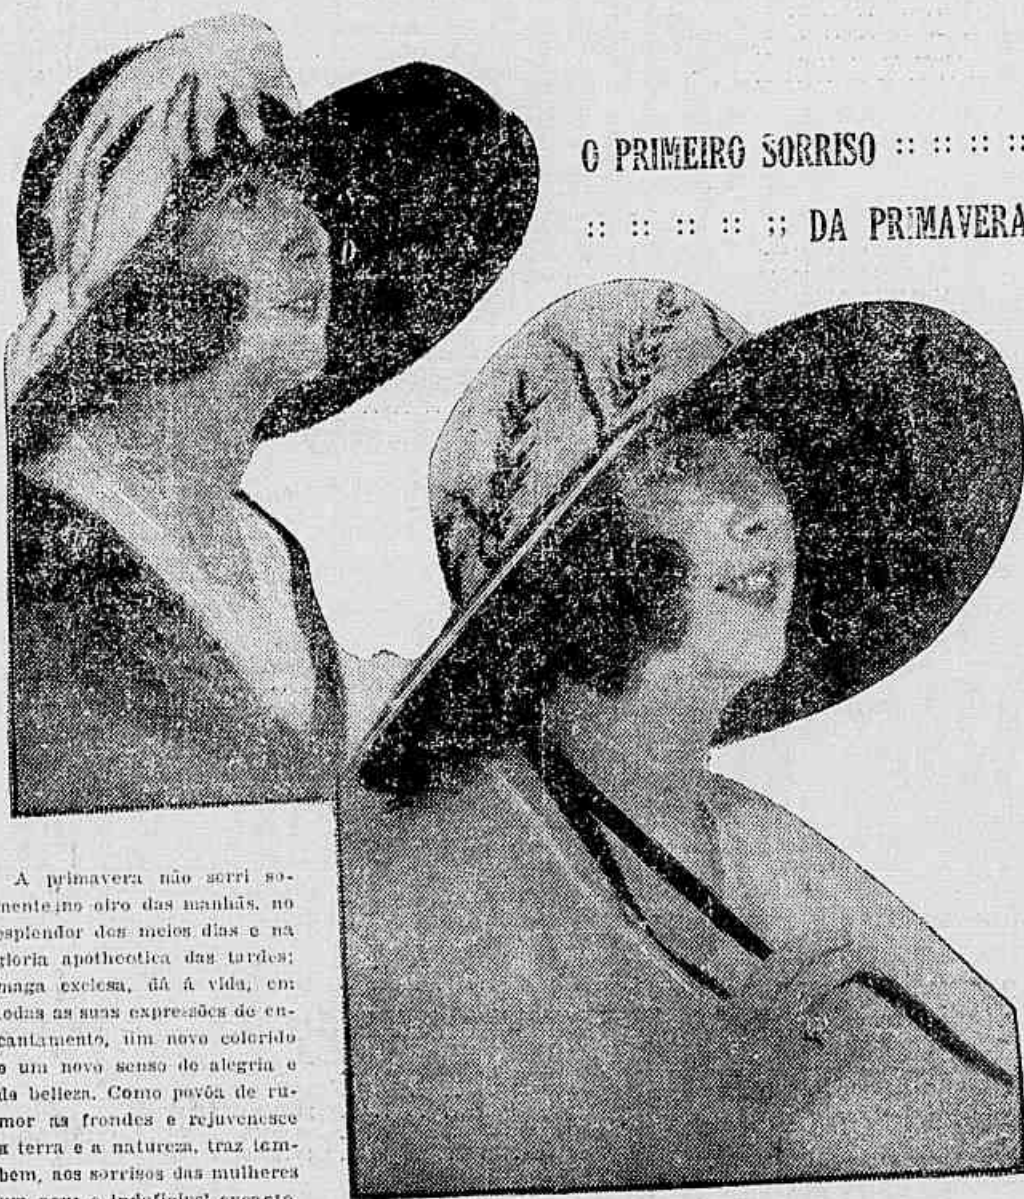 O PRIMEIRO SORRISO :: :: :: ::
:: :: :: :: :: DA PRIMAVERA
A primavera não sorri so-
mente no oiro das manhãs, no
esplendor dos meios dias e na
gloria apotheotica das tardes;
maga excelsa, dá á vida, em
todas as suas expressões de en-
cantamento, um novo colorido
e um novo senso de alegria e
da belleza. Como povôa de ru-
mor as frondes e rejuvenesce
a terra e a natureza, traz tam-
bem, aos sorrisos das mulheres